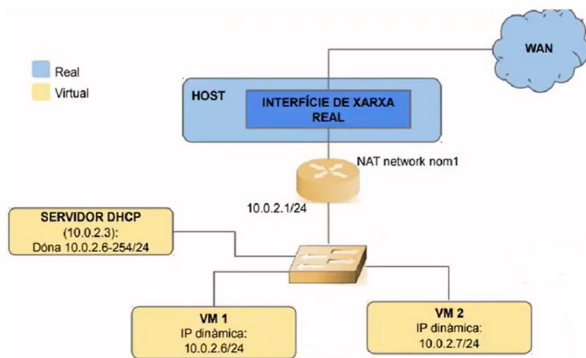 WAN
Real
Virtual
HOST
INTERFÍCIE DE XARXA
REAL
NAT network nom1
10.0.2.1/24
SERVIDOR DHCP
(10.0.2.3):
Dóna 10.0.2.6-254/24
VM 1
IP dinàmica:
10.0.2.6/24
VM 2
IP dinàmica:
10.0.2.7/24